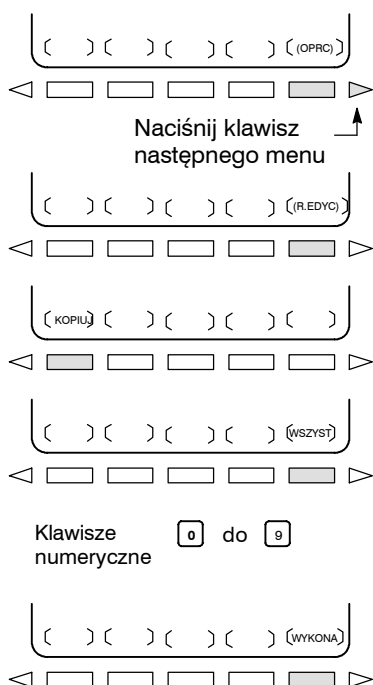 (OPRC)
Naciśnij klawisz
następnego menu
(R.EDYC)
KOPIUJ
WSZYST
Klawisze 0 do 9
numeryczne
WYKONA